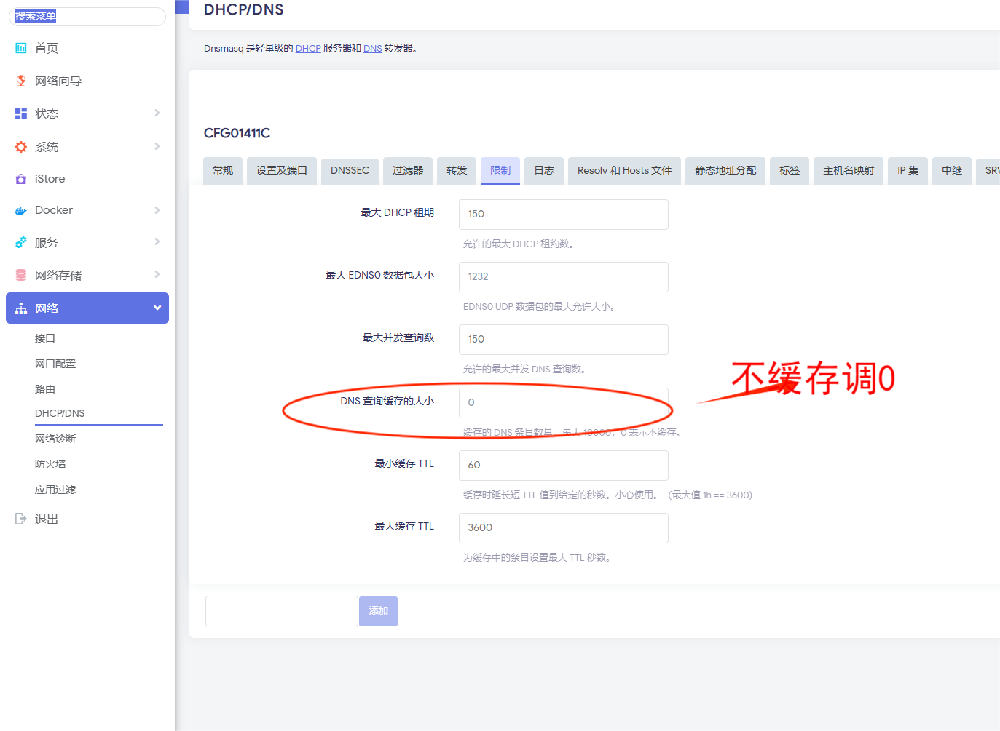 搜索菜单
首页
网络向导
状态
系统
iStore
Docker
服务
网络存储
网络
接口
网口配置
路由
DHCP/DNS
网络诊断
防火墙
应用过滤
退出
DHCP/DNS
Dnsmasq 是轻量级的 DHCP 服务器和 DNS 转发器。
CFG01411C
常规 设置及端口 DNSSEC 过滤器 转发 限制 日志 Resolv 和 Hosts 文件 静态地址分配 标签 主机名映射 IP 集 中继 SRV
最大 DHCP 租期 150
允许的最大 DHCP 租约数。
最大 EDNS0 数据包大小 1232
EDNS0 UDP 数据包的最大允许大小。
最大并发查询数 150
允许的最大并发 DNS 查询数。
不缓存调0
DNS 查询缓存的大小 0
缓存的 DNS 条目数量，最大 10000，0 表示不缓存。
最小缓存 TTL 60
缓存时延长短 TTL 值到给定的秒数。小心使用。（最大值 1h == 3600）
最大缓存 TTL 3600
为缓存中的条目设置最大 TTL 秒数。
添加